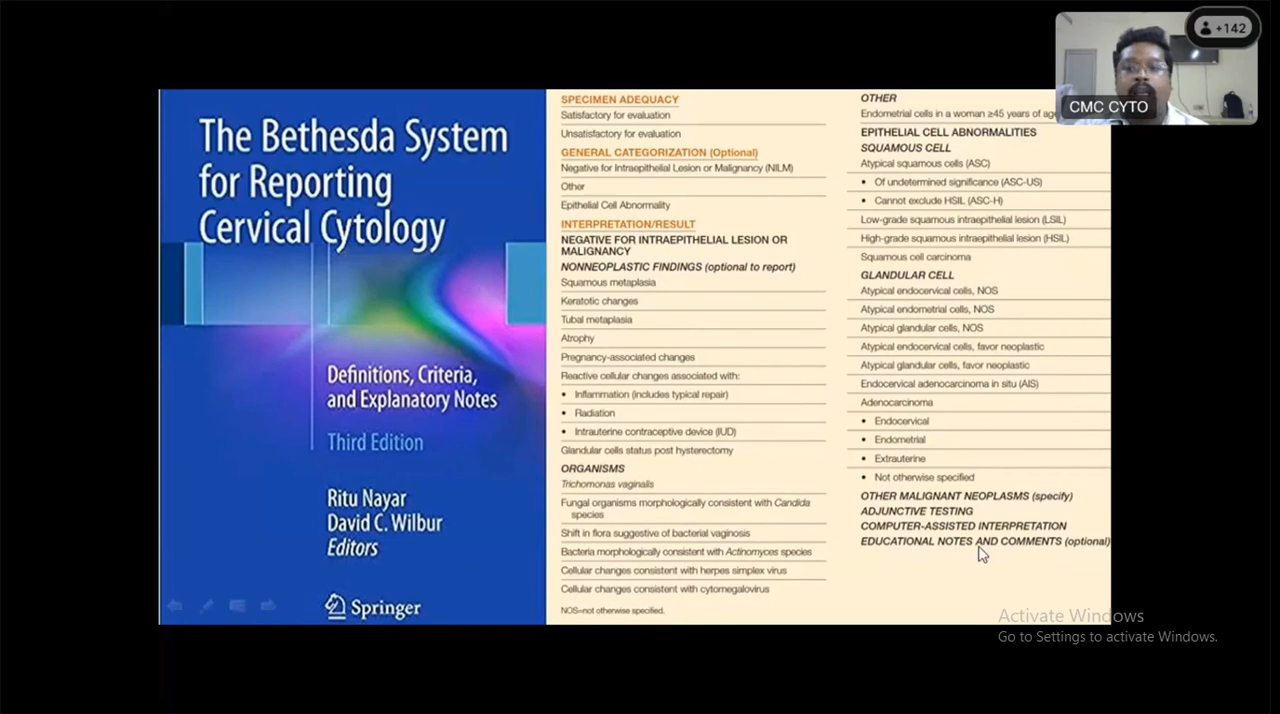 +142
CMC CYTO
The Bethesda System
for Reporting
Cervical Cytology
Definitions, Criteria,
and Explanatory Notes
Third Edition
Ritu Nayar
David C. Wilbur
Editors
Springer
SPECIMEN ADEQUACY
Satisfactory for evaluation
Unsatisfactory for evaluation
GENERAL CATEGORIZATION (Optional)
Negative for Intraepithelial Lesion or Malignancy (NILM)
Other
Epithelial Cell Abnormality
INTERPRETATION/RESULT
NEGATIVE FOR INTRAEPITHELIAL LESION OR
MALIGNANCY
NONNEOPLASTIC FINDINGS (optional to report)
Squamous metaplasia
Keratotic changes
Tubal metaplasia
Atrophy
Pregnancy-associated changes
Reactive cellular changes associated with:
• Inflammation (includes typical repair)
• Radiation
• Intrauterine contraceptive device (IUD)
Glandular cells status post hysterectomy
ORGANISMS
Trichomonas vaginalis
Fungal organisms morphologically consistent with Candida
species
Shift in flora suggestive of bacterial vaginosis
Bacteria morphologically consistent with Actinomyces species
Cellular changes consistent with herpes simplex virus
Cellular changes consistent with cytomegalovirus
NOS=not otherwise specified.
OTHER
Endometrial cells in a woman ≥45 years of age
EPITHELIAL CELL ABNORMALITIES
SQUAMOUS CELL
Atypical squamous cells (ASC)
• Of undetermined significance (ASC-US)
• Cannot exclude HSIL (ASC-H)
Low-grade squamous intraepithelial lesion (LSIL)
High-grade squamous intraepithelial lesion (HSIL)
Squamous cell carcinoma
GLANDULAR CELL
Atypical endocervical cells, NOS
Atypical endometrial cells, NOS
Atypical glandular cells, NOS
Atypical endocervical cells, favor neoplastic
Atypical glandular cells, favor neoplastic
Endocervical adenocarcinoma in situ (AIS)
Adenocarcinoma
• Endocervical
• Endometrial
• Extrauterine
• Not otherwise specified
OTHER MALIGNANT NEOPLASMS (specify)
ADJUNCTIVE TESTING
COMPUTER-ASSISTED INTERPRETATION
EDUCATIONAL NOTES AND COMMENTS (optional)
Activate Windows
Go to Settings to activate Windows.